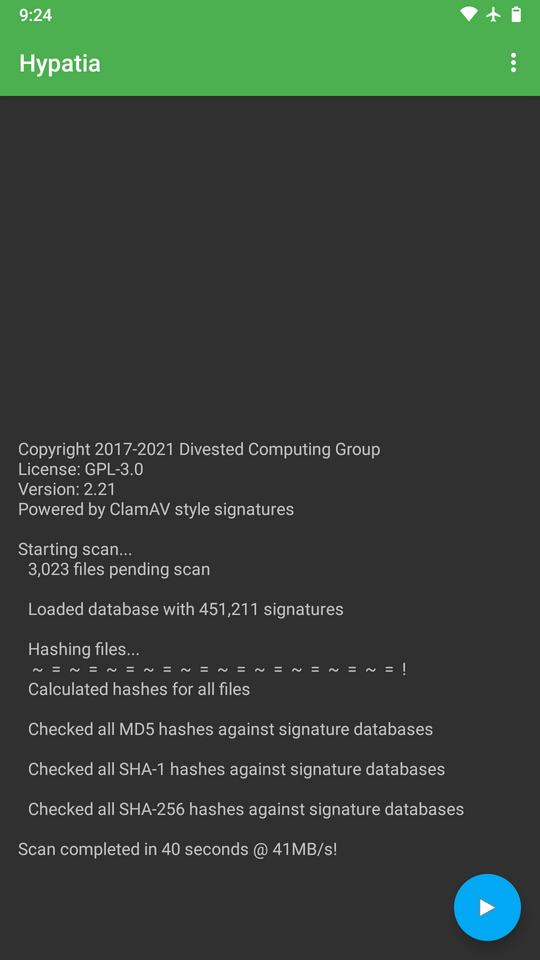 9:24
Hypatia
Copyright 2017-2021 Divested Computing Group
License: GPL-3.0
Version: 2.21
Powered by ClamAV style signatures
Starting scan...
3,023 files pending scan
Loaded database with 451,211 signatures
Hashing files...
~ = ~ = ~ = ~ = ~ = ~ = ~ = ~ = ~ = ~ = !
Calculated hashes for all files
Checked all MD5 hashes against signature databases
Checked all SHA-1 hashes against signature databases
Checked all SHA-256 hashes against signature databases
Scan completed in 40 seconds @ 41MB/s!